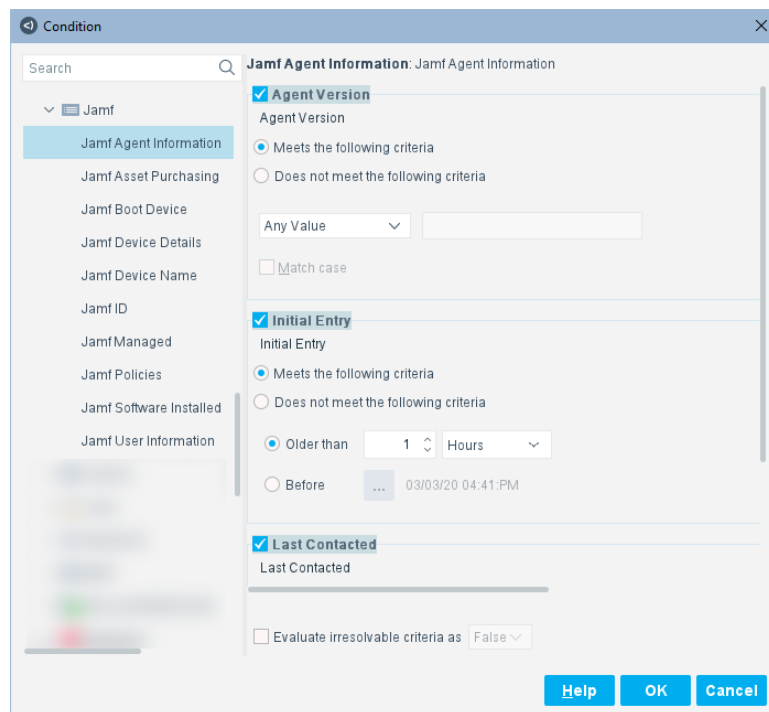 Condition
Search
Jamf
Jamf Agent Information
Jamf Asset Purchasing
Jamf Boot Device
Jamf Device Details
Jamf Device Name
Jamf ID
Jamf Managed
Jamf Policies
Jamf Software Installed
Jamf User Information
Jamf Agent Information: Jamf Agent Information
Agent Version
Agent Version
Meets the following criteria
Does not meet the following criteria
Any Value
Match case
Initial Entry
Initial Entry
Meets the following criteria
Does not meet the following criteria
Older than 1 Hours
Before ... 03/03/20 04:41:PM
Last Contacted
Last Contacted
Evaluate irresolvable criteria as False
Help OK Cancel